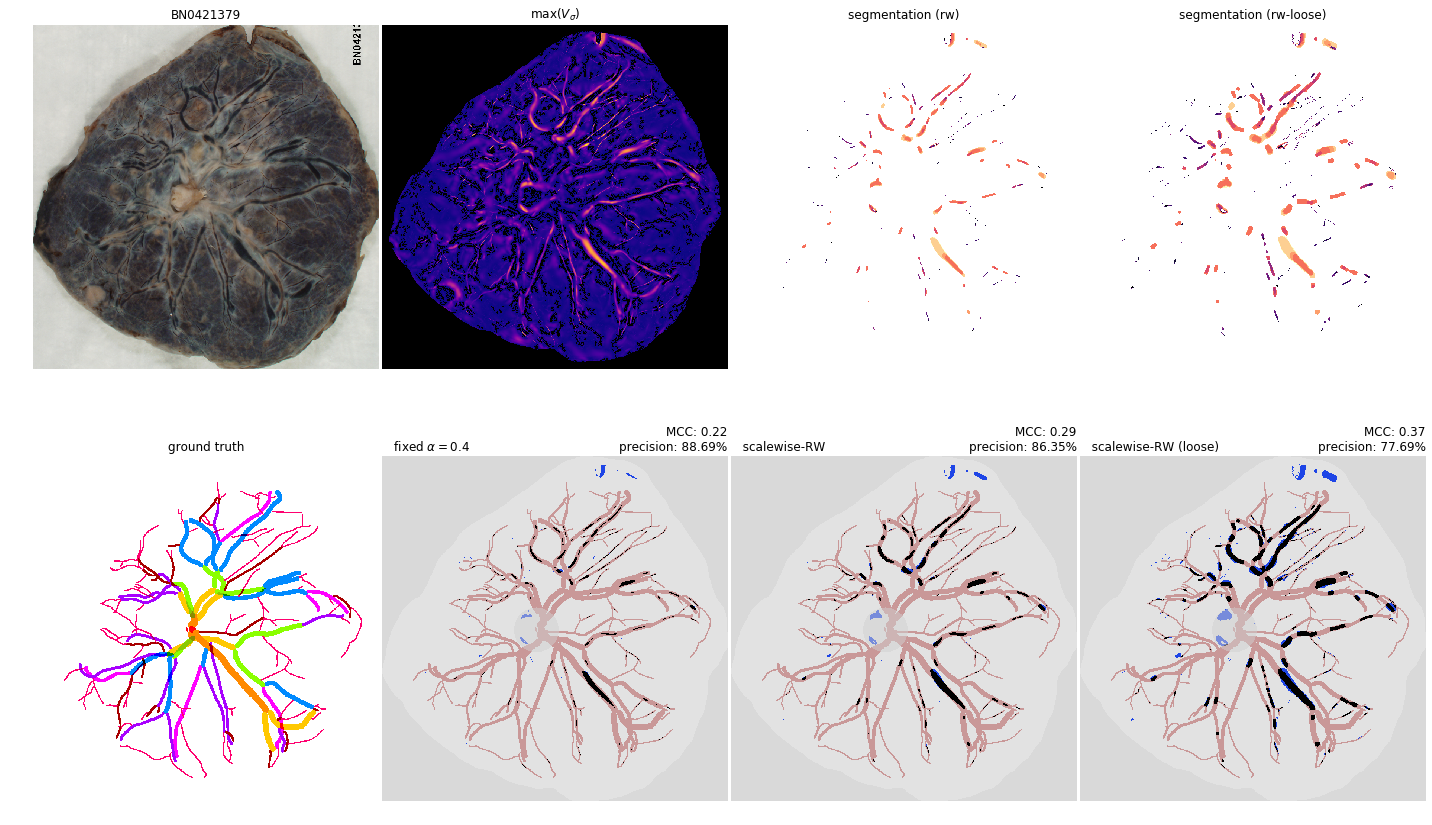 BN0421379
max(Vσ)
segmentation (rw)
segmentation (rw-loose)
BN0421
ground truth
fixed α = 0.4
MCC: 0.22
precision: 88.69%
scalewise-RW
MCC: 0.29
precision: 86.35%
scalewise-RW (loose)
MCC: 0.37
precision: 77.69%